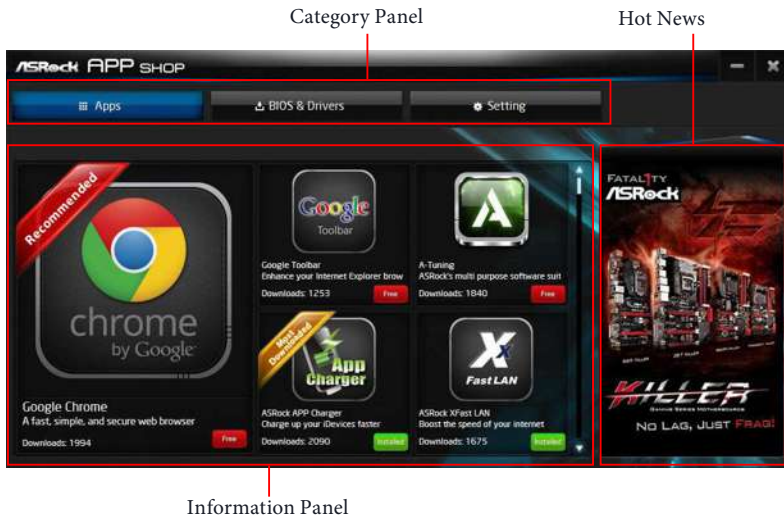 Category Panel
Hot News
ASRock APP SHOP
Apps
BIOS & Drivers
Setting
Recommended
chrome
by Google
Google Chrome
A fast, simple, and secure web browser
Downloads: 1994
Free
Google
Toolbar
Google Toolbar
Enhance your Internet Explorer brow
Downloads: 1253
Free
A-Tuning
ASRock's multi purpose software suit
Downloads: 1840
Free
Most
Downloaded
App
Charger
ASRock APP Charger
Charge up your iDevices faster
Downloads: 2090
Installed
X
Fast LAN
ASRock XFast LAN
Boost the speed of your internet
Downloads: 1675
Installed
FATAL1TY
ASRock
KILLER
GAMING SERIES MOTHERBOARDS
NO LAG, JUST FRAG!
Information Panel